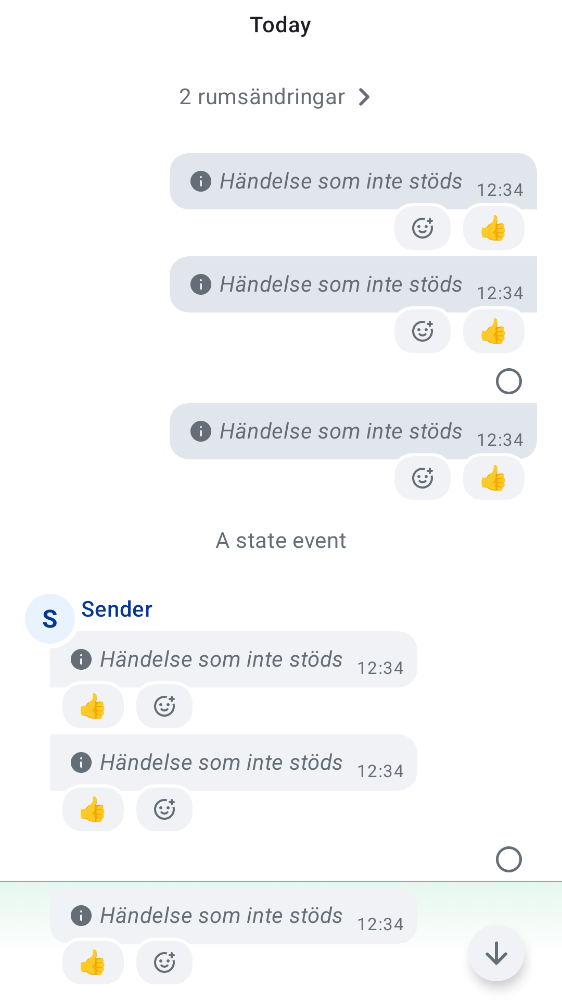 Today
2 rumsändringar
Händelse som inte stöds 12:34
👍
Händelse som inte stöds 12:34
👍
Händelse som inte stöds 12:34
👍
A state event
S Sender
Händelse som inte stöds 12:34
👍
Händelse som inte stöds 12:34
👍
Händelse som inte stöds 12:34
👍